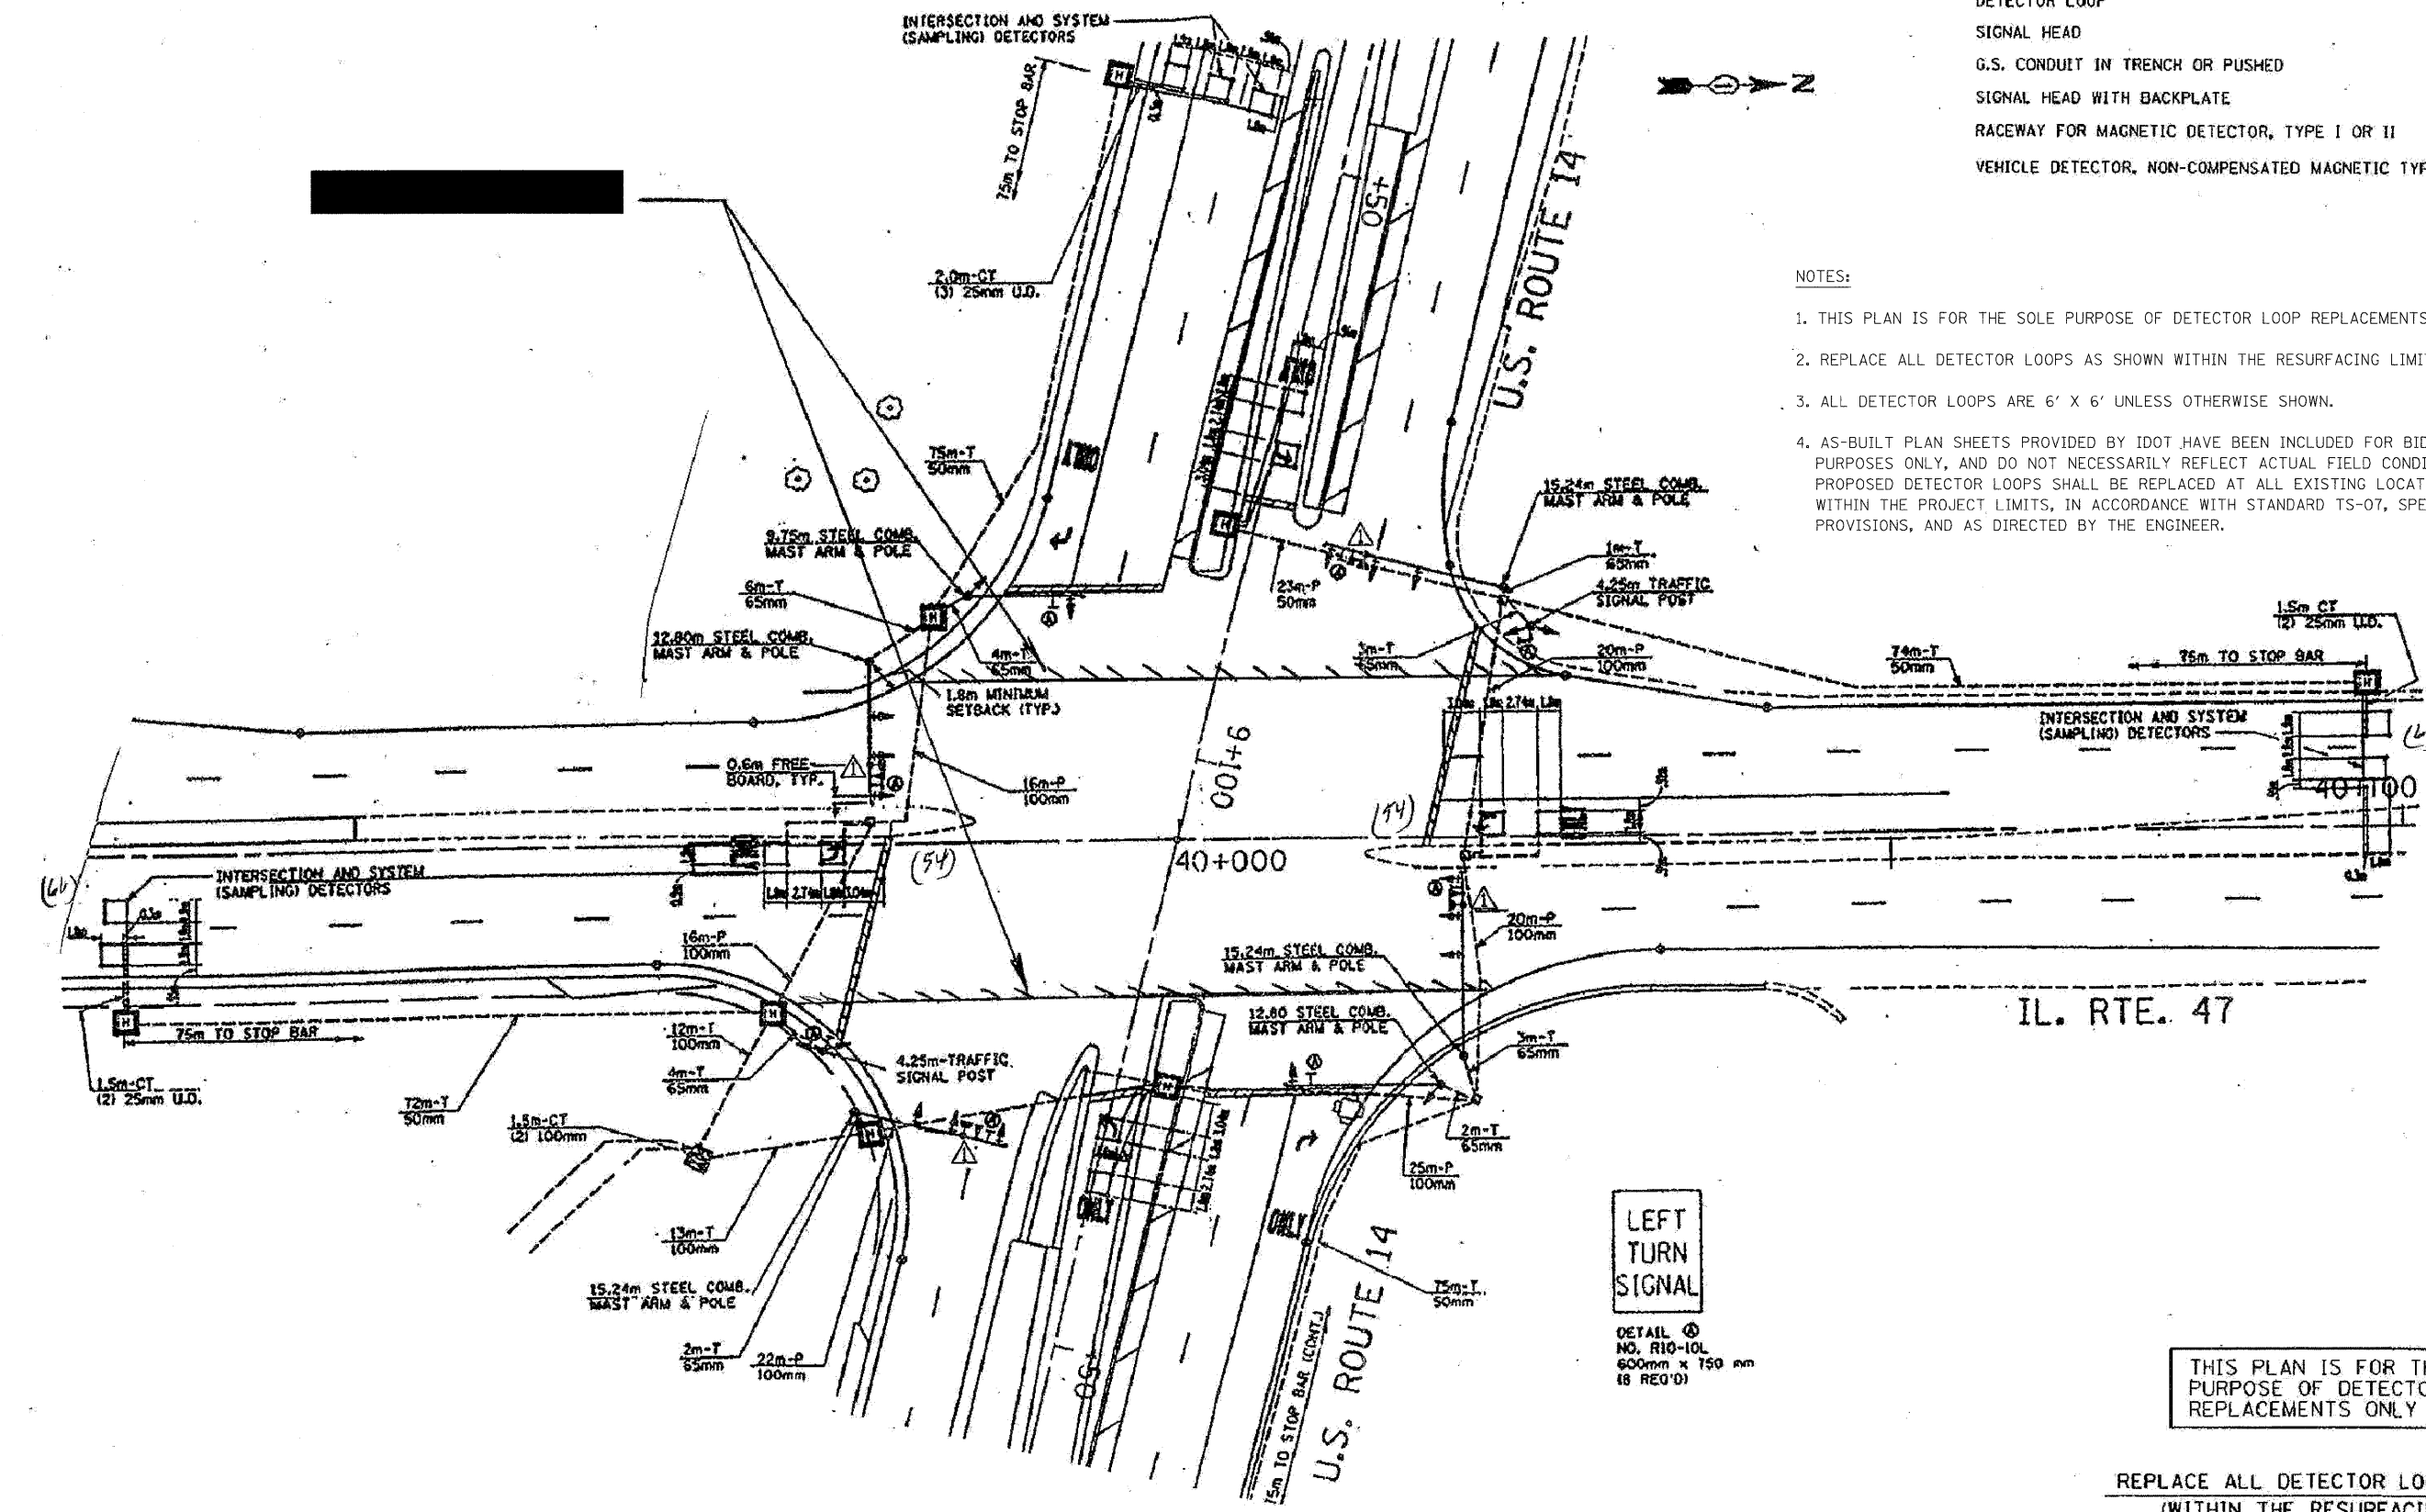 DETECTOR LOOP
SIGNAL HEAD
G.S. CONDUIT IN TRENCH OR PUSHED
SIGNAL HEAD WITH BACKPLATE
RACEWAY FOR MAGNETIC DETECTOR, TYPE I OR II
VEHICLE DETECTOR, NON-COMPENSATED MAGNETIC
N
INTERSECTION AND SYSTEM
(SAMPLING) DETECTORS
75m TO STOP BAR
2.0m-CT
(3) 25mm U.D.
+50
U.S. ROUTE 14
NOTES:
1. THIS PLAN IS FOR THE SOLE PURPOSE OF DETECTOR LOOP REPLACEMENTS
2. REPLACE ALL DETECTOR LOOPS AS SHOWN WITHIN THE RESURFACING
3. ALL DETECTOR LOOPS ARE 6' X 6' UNLESS OTHERWISE SHOWN.
4. AS-BUILT PLAN SHEETS PROVIDED BY IDOT HAVE BEEN INCLUDED FOR
PURPOSES ONLY, AND DO NOT NECESSARILY REFLECT ACTUAL FIELD
PROPOSED DETECTOR LOOPS SHALL BE REPLACED AT ALL EXISTING
WITHIN THE PROJECT LIMITS, IN ACCORDANCE WITH STANDARD TS-07,
PROVISIONS, AND AS DIRECTED BY THE ENGINEER.
75m-T
50mm
9.75m STEEL COMB.
MAST ARM & POLE
15.24m STEEL COMB.
MAST ARM & POLE
6m-T
65mm
12.80m STEEL COMB.
MAST ARM & POLE
4m-T
65mm
1.8m MINIMUM
SETBACK (TYP.)
23m-P
50mm
1m-T
65mm
4.25m TRAFFIC
SIGNAL POST
3m-T
65mm
20m-P
100mm
74m-T
50mm
1.5m CT
(2) 25mm U.D.
75m TO STOP BAR
INTERSECTION AND SYSTEM
(SAMPLING) DETECTORS
0.6m FREE-
BOARD, TYP.
16m-P
100mm
9+100
40+100
(54)
(54)
40+000
INTERSECTION AND SYSTEM
(SAMPLING) DETECTORS
16m-P
100mm
20m-P
100mm
15.24m STEEL COMB.
MAST ARM & POLE
12.80 STEEL COMB.
MAST ARM & POLE
IL. RTE. 47
75m TO STOP BAR
1.5m-CT
(2) 25mm U.D.
72m-T
50mm
12m-T
100mm
4m-T
65mm
4.25m-TRAFFIC
SIGNAL POST
3m-T
65mm
1.5m-CT
(2) 100mm
2m-T
65mm
25m-P
100mm
ONLY
ONLY
13m-T
100mm
15.24m STEEL COMB.
MAST ARM & POLE
75m-T
50mm
2m-T
65mm
22m-P
100mm
75m TO STOP BAR (CONT.)
U.S. ROUTE 14
LEFT
TURN
SIGNAL
DETAIL Ⓐ
NO. R10-10L
600mm x 750 mm
(8 REQ'D)
THIS PLAN IS FOR
PURPOSE OF
REPLACEMENTS ONLY
REPLACE ALL DETECTOR
(WITHIN THE